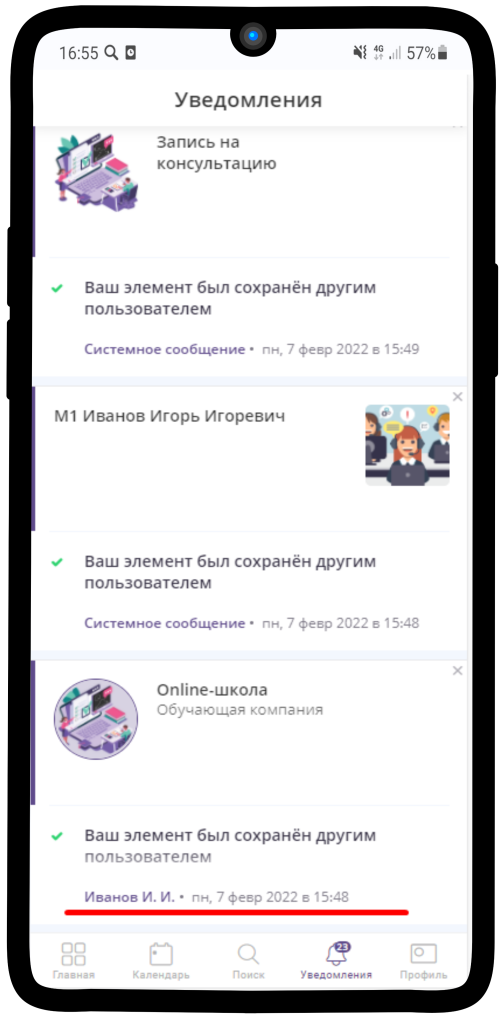 16:55 4G 57%
Уведомления
Запись на
консультацию
Ваш элемент был сохранён другим
пользователем
Системное сообщение • пн, 7 февр 2022 в 15:49
М1 Иванов Игорь Игоревич
Ваш элемент был сохранён другим
пользователем
Системное сообщение • пн, 7 февр 2022 в 15:48
Online-школа
Обучающая компания
Ваш элемент был сохранён другим
пользователем
Иванов И. И. • пн, 7 февр 2022 в 15:48
23
Главная Календарь Поиск Уведомления Профиль